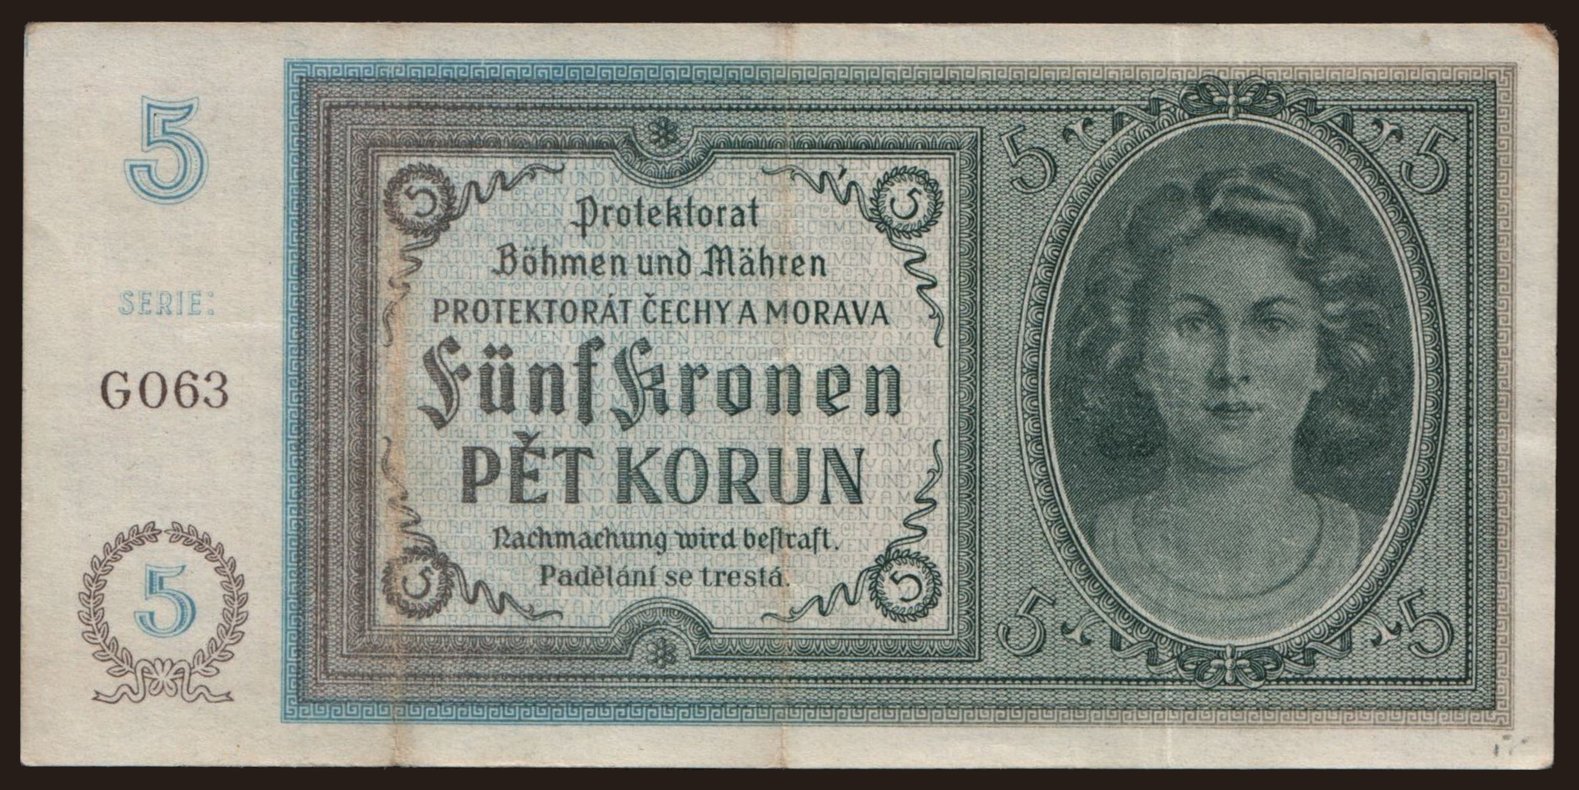 5
SERIE:
G063
5
5
5
Protektorat
Böhmen und Mähren
PROTEKTORÁT ČECHY A MORAVA
Fünf Kronen
PĚT KORUN
Nachmachung wird bestraft.
Padělání se trestá.
5
5
5
5
5
5